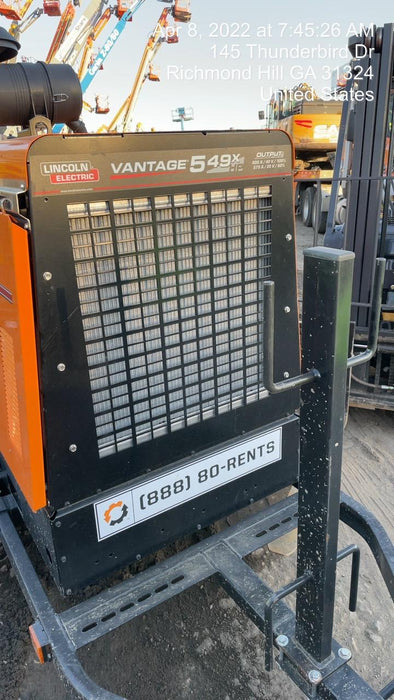 Apr 8, 2022 at 7:45:26 AM
145 Thunderbird Dr
Richmond Hill GA 31324
United States
LINCOLN
ELECTRIC
VANTAGE 549X
OUTPUT:
(888) 80-RENTS